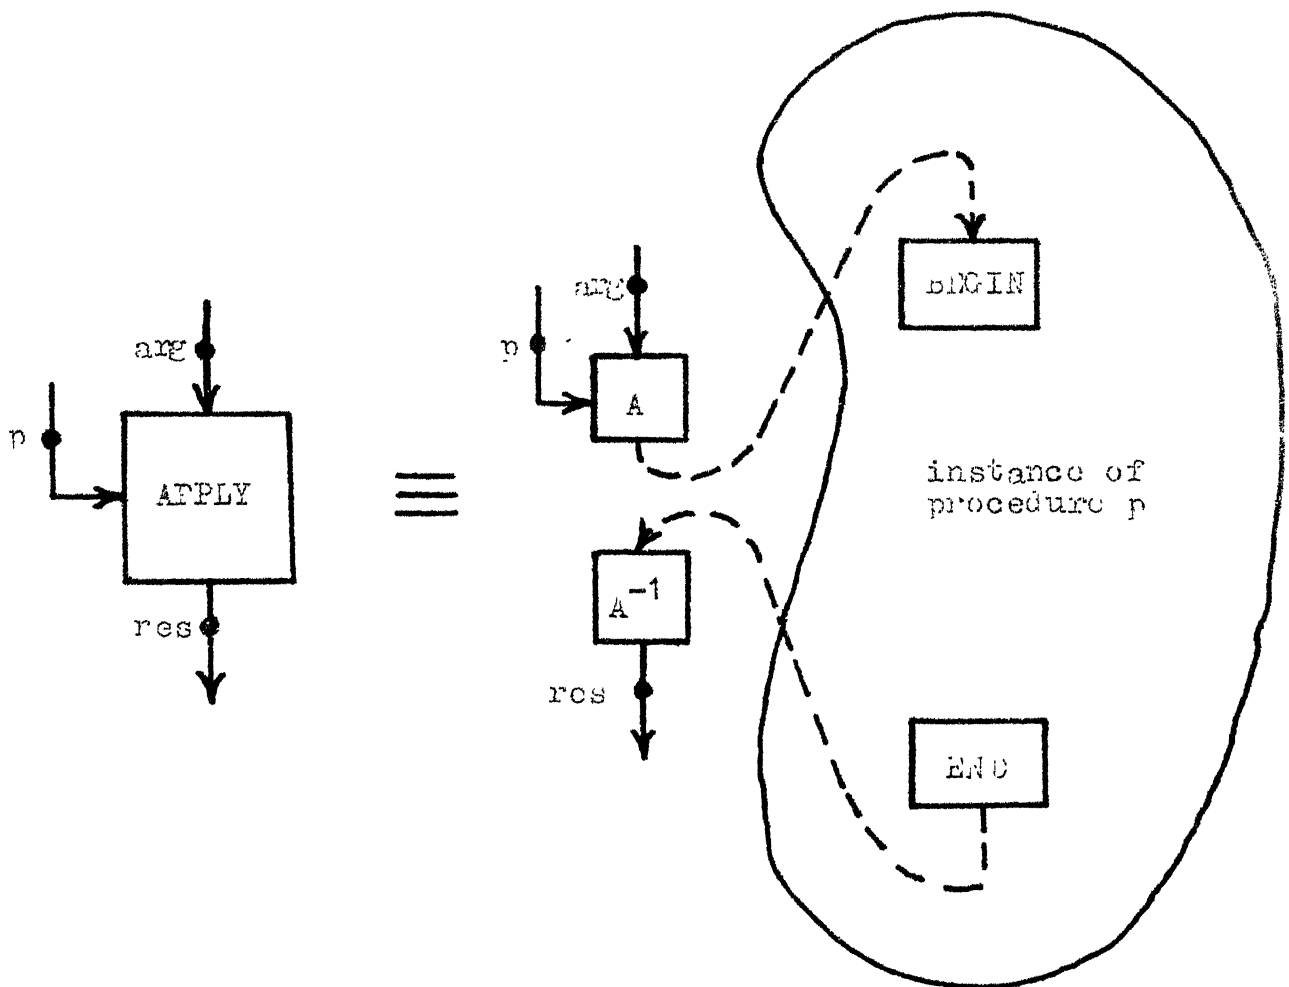 arg
p
APPLY
res
≡
arg
p
A
A⁻¹
res
BEGIN
instance of
procedure p
END